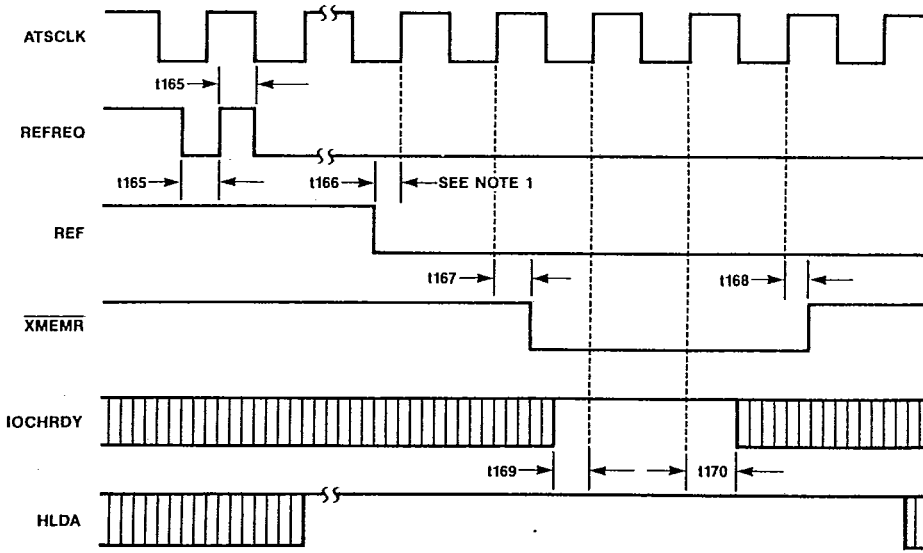 ATSCLK
t165
REFREQ
t165
t166
SEE NOTE 1
REF
t167
t168
XMEMR
IOCHRDY
t169
t170
HLDA